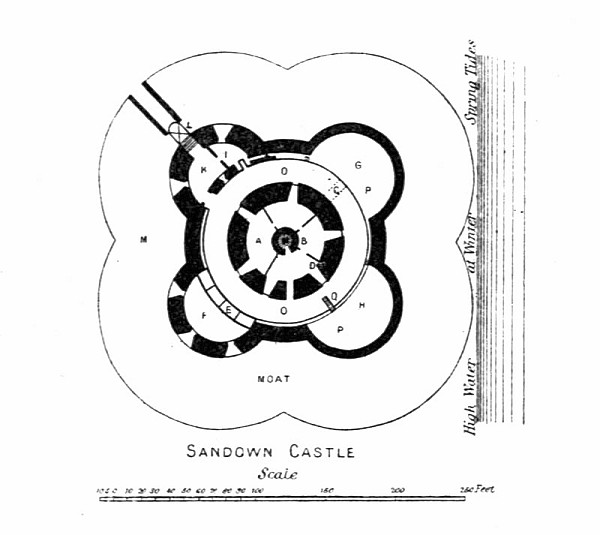 L
I
K
O
G
P
C
M
A
B
D
Q
E
F
O
H
P
MOAT
High Water at Winter Spring Tides
SANDOWN CASTLE
Scale
10 5 0 10 20 30 40 50 60 70 80 90 100 150 200 250 Feet